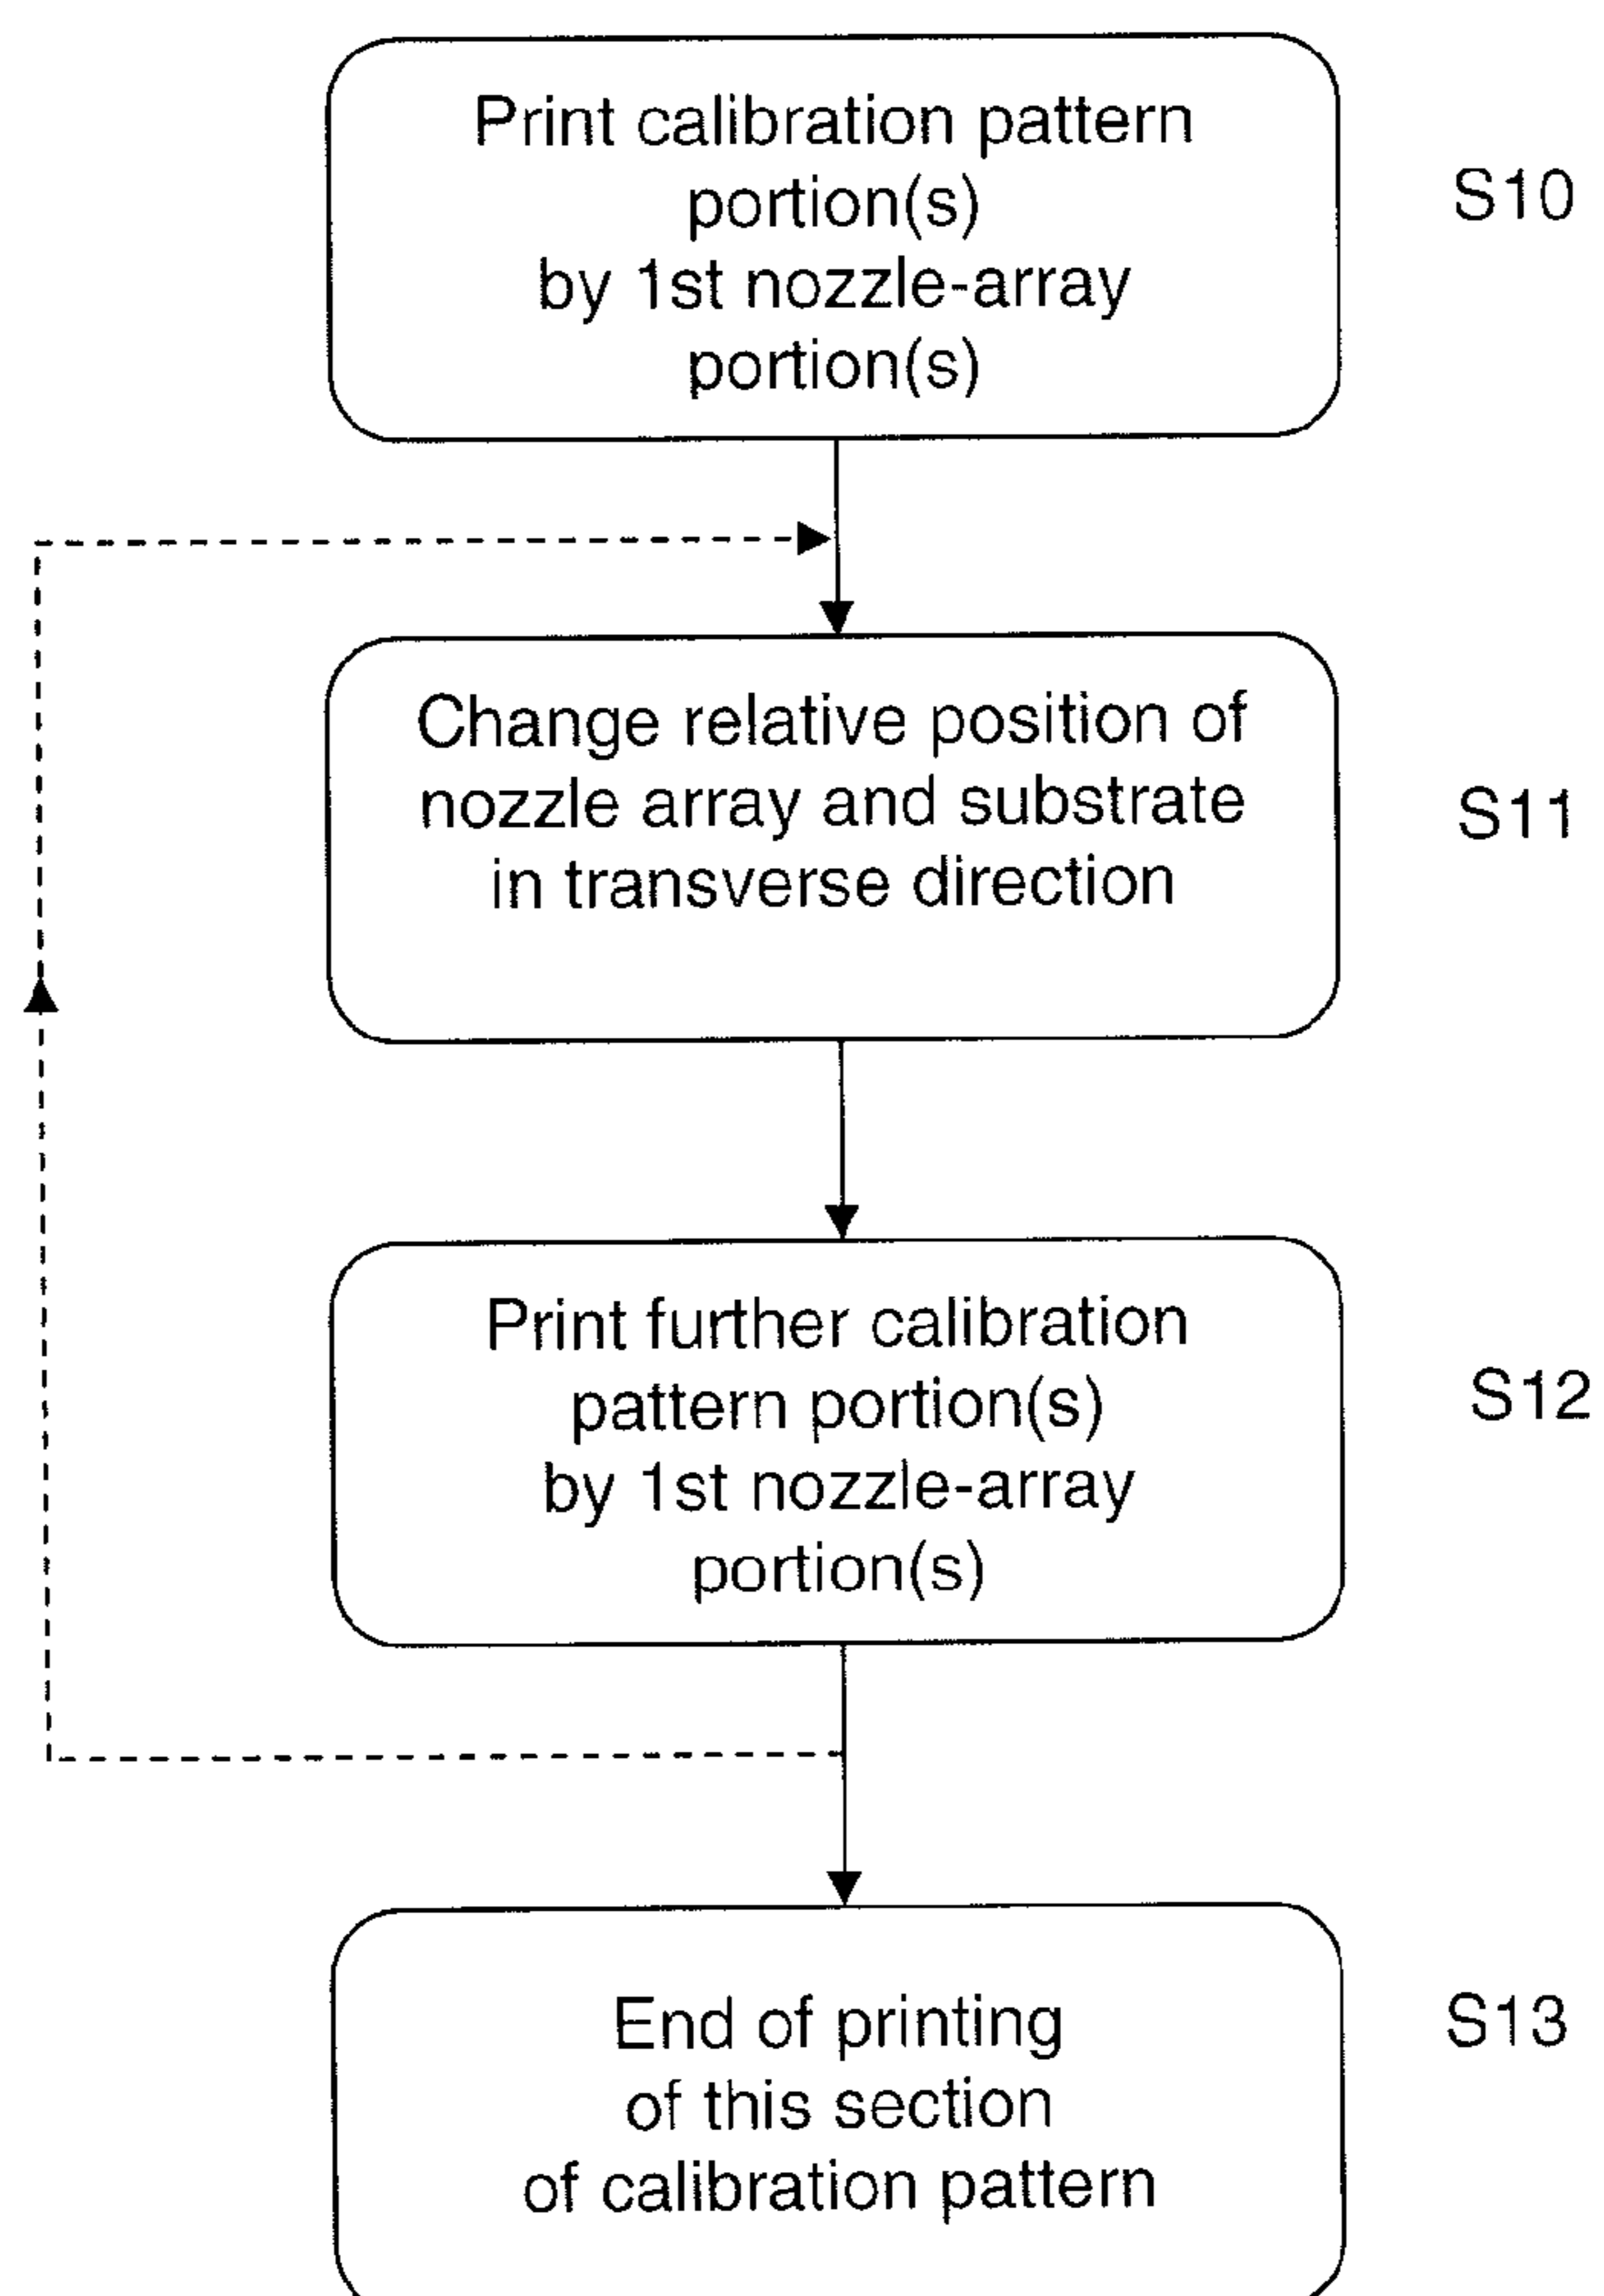 Print calibration pattern
portion(s)
by 1st nozzle-array
portion(s)
S10
Change relative position of
nozzle array and substrate
in transverse direction
S11
Print further calibration
pattern portion(s)
by 1st nozzle-array
portion(s)
S12
End of printing
of this section
of calibration pattern
S13